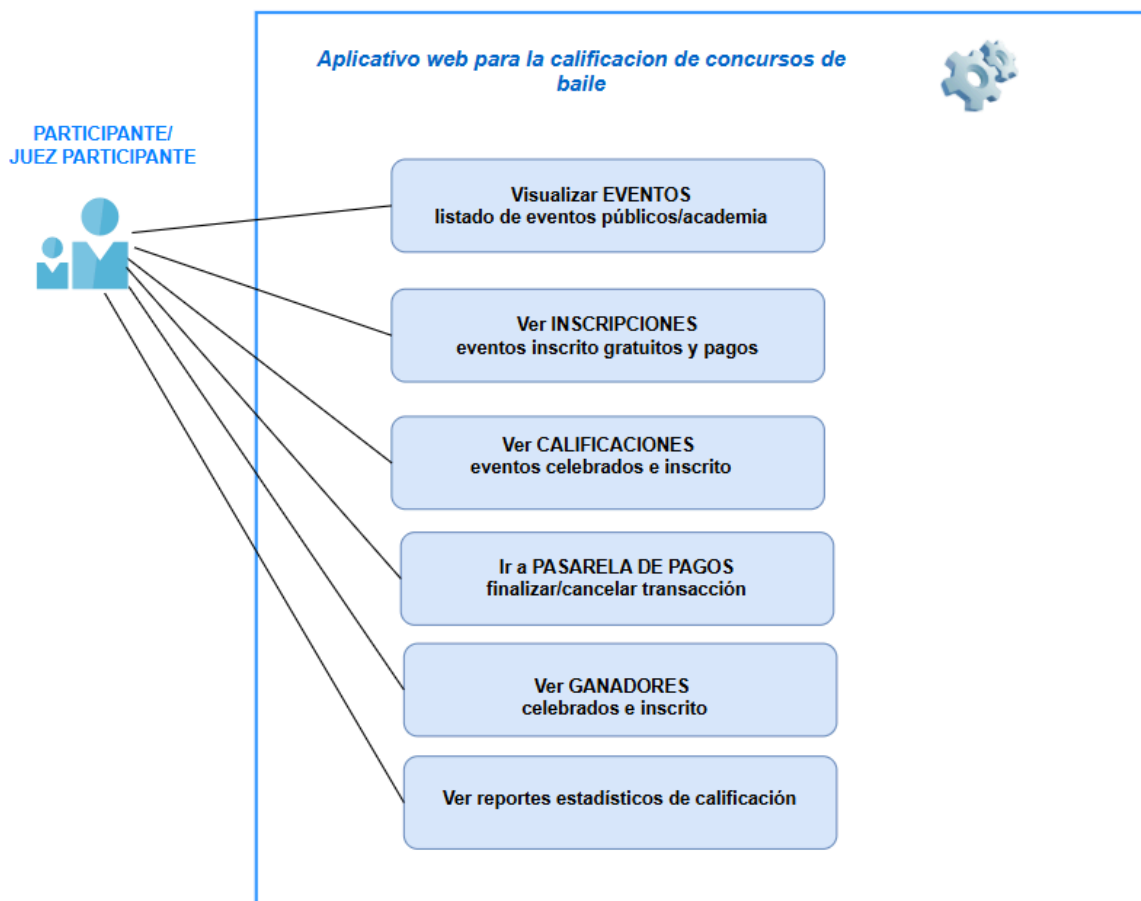 Aplicativo web para la calificacion de concursos de
baile
PARTICIPANTE/
JUEZ PARTICIPANTE
Visualizar EVENTOS
listado de eventos públicos/academia
Ver INSCRIPCIONES
eventos inscrito gratuitos y pagos
Ver CALIFICACIONES
eventos celebrados e inscrito
Ir a PASARELA DE PAGOS
finalizar/cancelar transacción
Ver GANADORES
celebrados e inscrito
Ver reportes estadísticos de calificación